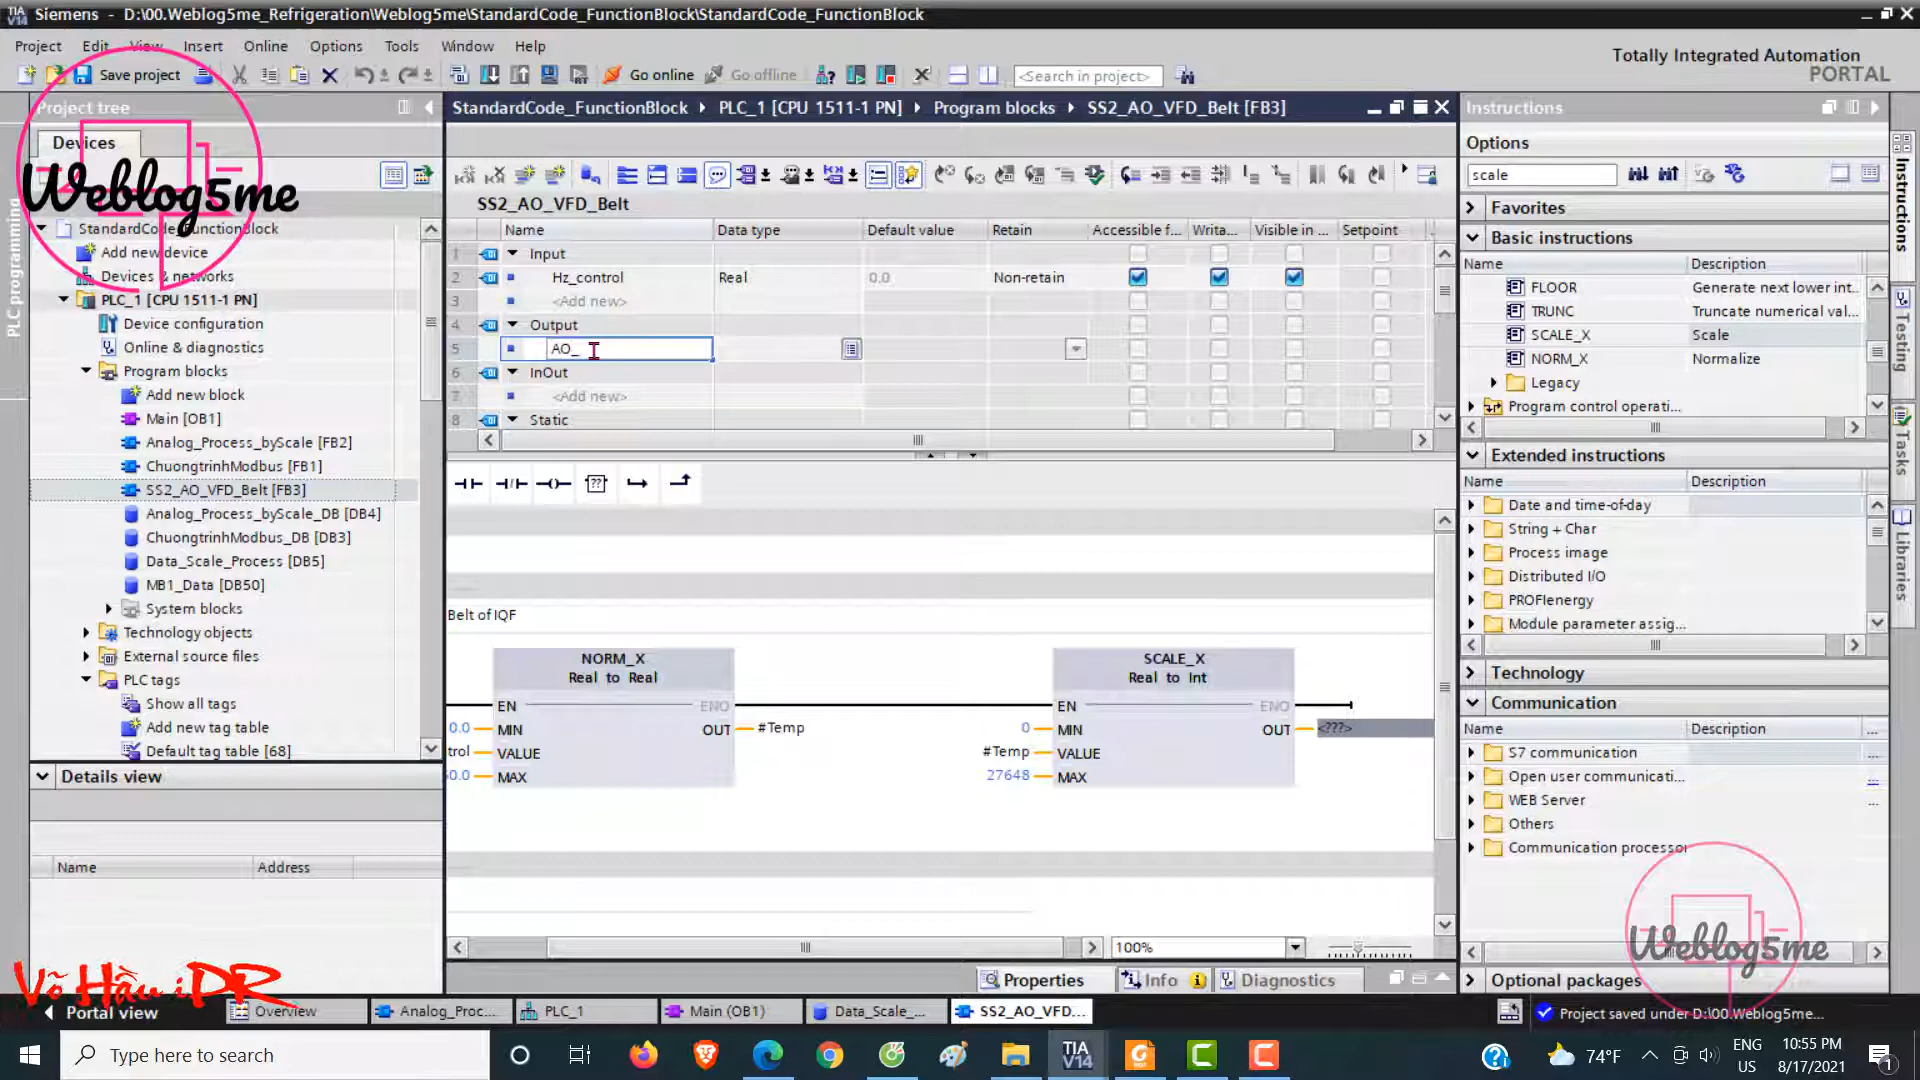 Siemens - D:\00.Weblog5me_Refrigeration\Weblog5me\StandardCode_FunctionBlock\StandardCode_FunctionBlock
Project Edit View Insert Online Options Tools Window Help
Totally Integrated Automation
PORTAL
Save project
Go online
Go offline
<Search in project>
Project tree
Devices
Weblog5me
PLC programming
StandardCode_FunctionBlock
Add new device
Devices & networks
PLC_1 [CPU 1511-1 PN]
Device configuration
Online & diagnostics
Program blocks
Add new block
Main [OB1]
Analog_Process_byScale [FB2]
ChuongtrinhModbus [FB1]
SS2_AO_VFD_Belt [FB3]
Analog_Process_byScale_DB [DB4]
ChuongtrinhModbus_DB [DB3]
Data_Scale_Process [DB5]
MB1_Data [DB50]
System blocks
Technology objects
External source files
PLC tags
Show all tags
Add new tag table
Default tag table [68]
Details view
Name Address
StandardCode_FunctionBlock PLC_1 [CPU 1511-1 PN] Program blocks SS2_AO_VFD_Belt [FB3]
SS2_AO_VFD_Belt
Name Data type Default value Retain Accessible f... Writa... Visible in ... Setpoint
1 Input
2 Hz_control Real 0.0 Non-retain
3 <Add new>
4 Output
5 AO_
6 InOut
7 <Add new>
8 Static
Belt of IQF
NORM_X
Real to Real
EN ENO
0.0 MIN OUT #Temp
trol VALUE
MAX
SCALE_X
Real to Int
EN ENO
0 MIN OUT <???>
#Temp VALUE
27648 MAX
100%
Properties Info Diagnostics
Instructions
Options
scale
Favorites
Basic instructions
Name Description
FLOOR Generate next lower int..
TRUNC Truncate numerical val...
SCALE_X Scale
NORM_X Normalize
Legacy
Program control operati...
Extended instructions
Name Description
Date and time-of-day
String + Char
Process image
Distributed I/O
PROFIenergy
Module parameter assig...
Technology
Communication
Name Description ...
S7 communication ...
Open user communicati... ...
WEB Server ...
Others
Communication processor
Optional packages
Instructions
Testing
Tasks
Libraries
Weblog5me
Võ Hầu iDR
Portal view Overview Analog_Proc... PLC_1 Main (OB1) Data_Scale_... SS2_AO_VFD...
Project saved under D:\00.Weblog5me...
Type here to search
TIA
V14
74°F
ENG
US
10:55 PM
8/17/2021
1